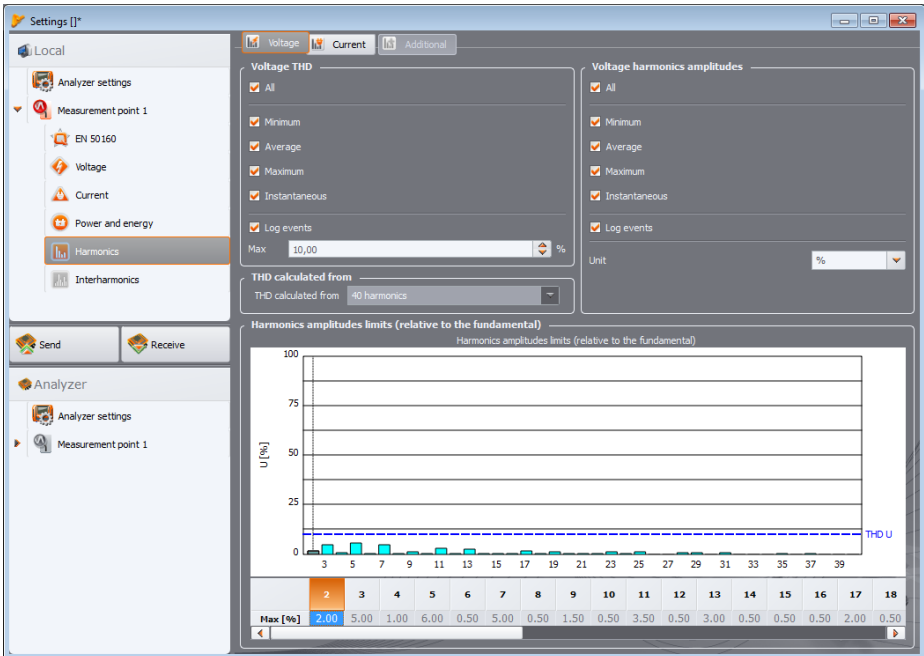 Settings []*
Local
Analyzer settings
Measurement point 1
EN 50160
Voltage
Current
Power and energy
Harmonics
Interharmonics
Send Receive
Analyzer
Analyzer settings
Measurement point 1
Voltage Current Additional
Voltage THD
All
Minimum
Average
Maximum
Instantaneous
Log events
Max 10,00 %
THD calculated from
THD calculated from 40 harmonics
Voltage harmonics amplitudes
All
Minimum
Average
Maximum
Instantaneous
Log events
Unit %
Harmonics amplitudes limits (relative to the fundamental)
Harmonics amplitudes limits (relative to the fundamental)
100
75
50
25
0
U [%]
THD U
3 5 7 9 11 13 15 17 19 21 23 25 27 29 31 33 35 37 39
2 3 4 5 6 7 8 9 10 11 12 13 14 15 16 17 18
Max [%] 2.00 5.00 1.00 6.00 0.50 5.00 0.50 1.50 0.50 3.50 0.50 3.00 0.50 0.50 0.50 2.00 0.50